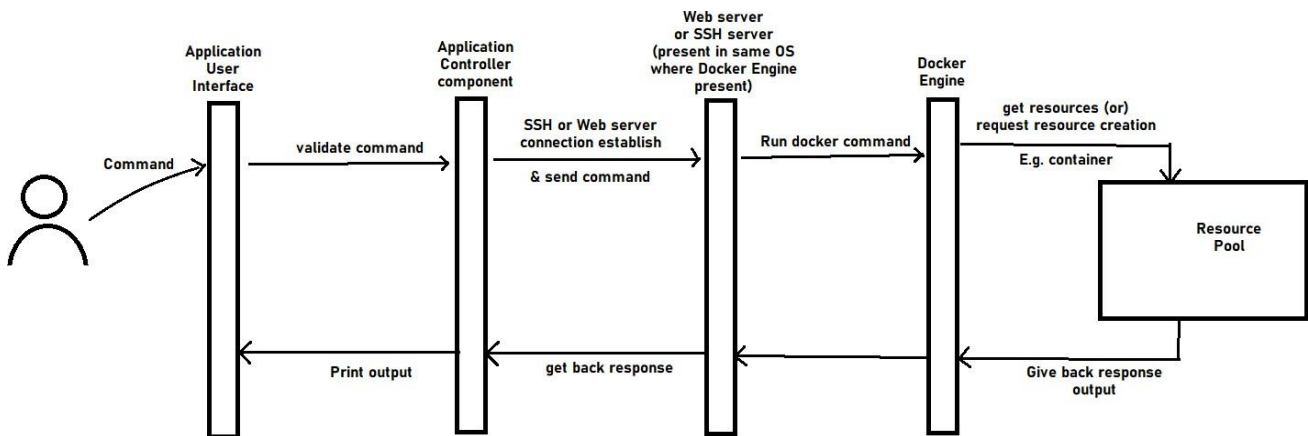 Application
User
Interface
Application
Controller
component
Web server
or SSH server
(present in same OS
where Docker Engine
present)
Docker
Engine
Command
validate command
SSH or Web server
connection establish
& send command
Run docker command
get resources (or)
request resource creation
E.g. container
Resource
Pool
Print output
get back response
Give back response
output